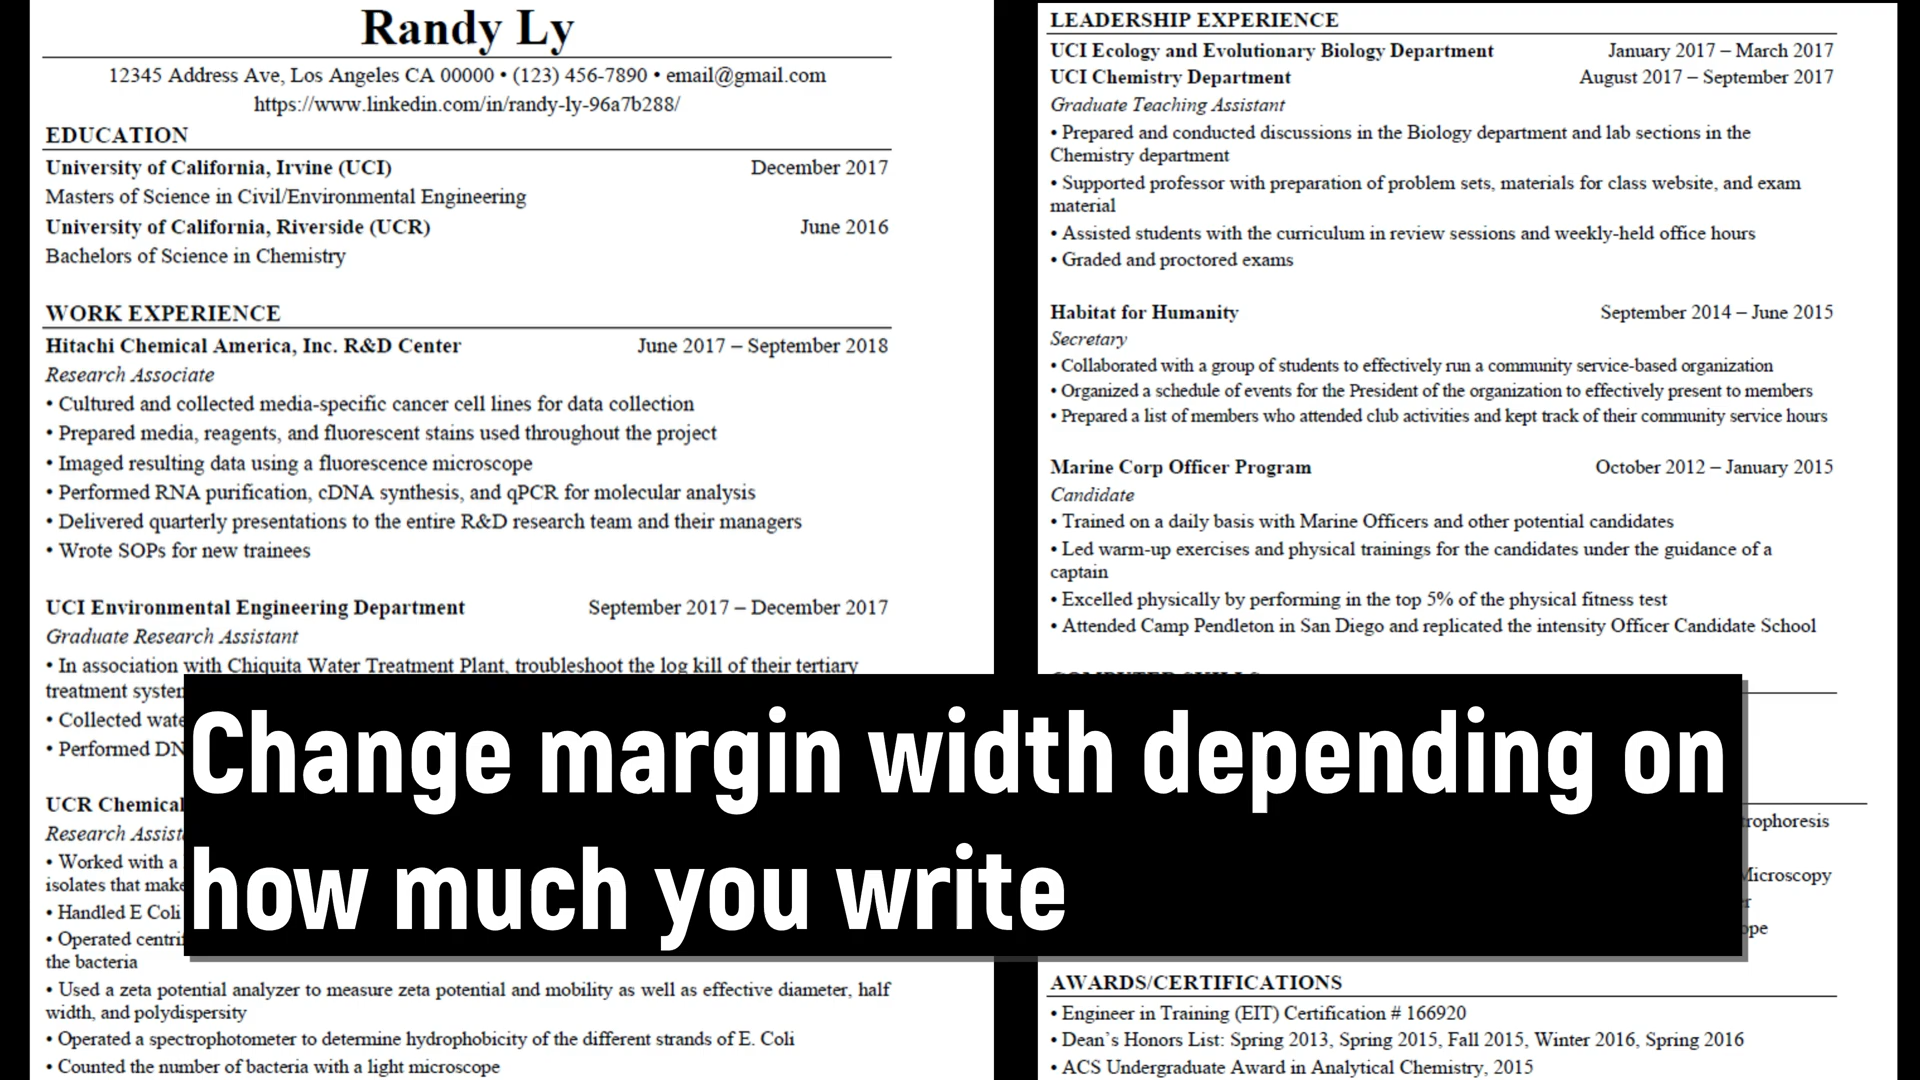 Randy Ly
12345 Address Ave, Los Angeles CA 00000 • (123) 456-7890 • email@gmail.com
https://www.linkedin.com/in/randy-ly-96a7b288/
EDUCATION
University of California, Irvine (UCI) December 2017
Masters of Science in Civil/Environmental Engineering
University of California, Riverside (UCR) June 2016
Bachelors of Science in Chemistry
WORK EXPERIENCE
Hitachi Chemical America, Inc. R&D Center June 2017 – September 2018
Research Associate
• Cultured and collected media-specific cancer cell lines for data collection
• Prepared media, reagents, and fluorescent stains used throughout the project
• Imaged resulting data using a fluorescence microscope
• Performed RNA purification, cDNA synthesis, and qPCR for molecular analysis
• Delivered quarterly presentations to the entire R&D research team and their managers
• Wrote SOPs for new trainees
UCI Environmental Engineering Department September 2017 – December 2017
Graduate Research Assistant
• In association with Chiquita Water Treatment Plant, troubleshoot the log kill of their tertiary
treatment
• Collected
• Performed
UCR Chemical
Research
• Worked with a
isolates that make
• Handled E Coli
• Operated
the bacteria
• Used a zeta potential analyzer to measure zeta potential and mobility as well as effective diameter, half
width, and polydispersity
• Operated a spectrophotometer to determine hydrophobicity of the different strands of E. Coli
• Counted the number of bacteria with a light microscope
LEADERSHIP EXPERIENCE
UCI Ecology and Evolutionary Biology Department January 2017 – March 2017
UCI Chemistry Department August 2017 – September 2017
Graduate Teaching Assistant
• Prepared and conducted discussions in the Biology department and lab sections in the
Chemistry department
• Supported professor with preparation of problem sets, materials for class website, and exam
material
• Assisted students with the curriculum in review sessions and weekly-held office hours
• Graded and proctored exams
Habitat for Humanity September 2014 – June 2015
Secretary
• Collaborated with a group of students to effectively run a community service-based organization
• Organized a schedule of events for the President of the organization to effectively present to members
• Prepared a list of members who attended club activities and kept track of their community service hours
Marine Corp Officer Program October 2012 – January 2015
Candidate
• Trained on a daily basis with Marine Officers and other potential candidates
• Led warm-up exercises and physical trainings for the candidates under the guidance of a
captain
• Excelled physically by performing in the top 5% of the physical fitness test
• Attended Camp Pendleton in San Diego and replicated the intensity Officer Candidate School
Microscopy
AWARDS/CERTIFICATIONS
• Engineer in Training (EIT) Certification # 166920
• Dean's Honors List: Spring 2013, Spring 2015, Fall 2015, Winter 2016, Spring 2016
• ACS Undergraduate Award in Analytical Chemistry, 2015
Change margin width depending on
how much you write